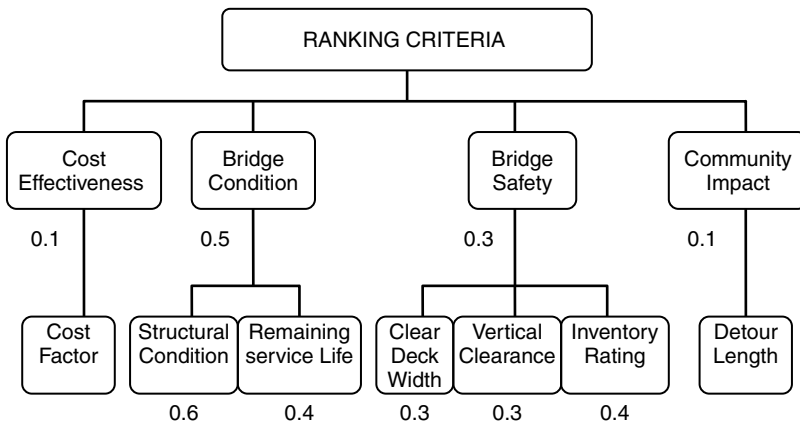 RANKING CRITERIA
Cost
Effectiveness
Bridge
Condition
Bridge
Safety
Community
Impact
0.1
0.5
0.3
0.1
Cost
Factor
Structural
Condition
Remaining
service Life
Clear
Deck
Width
Vertical
Clearance
Inventory
Rating
Detour
Length
0.6
0.4
0.3
0.3
0.4